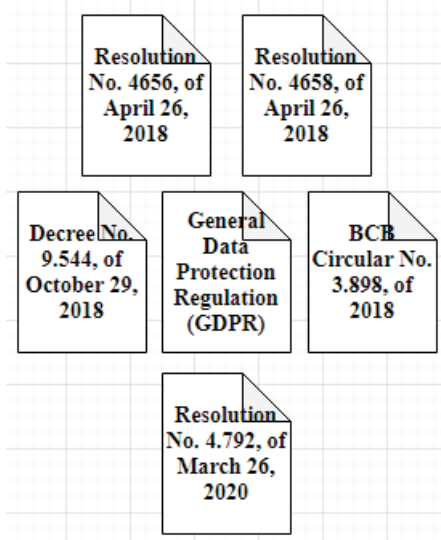 Resolution
No. 4656, of
April 26,
2018
Resolution
No. 4658, of
April 26,
2018
Decree No.
9.544, of
October 29,
2018
General
Data
Protection
Regulation
(GDPR)
BCB
Circular No.
3.898, of
2018
Resolution
No. 4.792, of
March 26,
2020